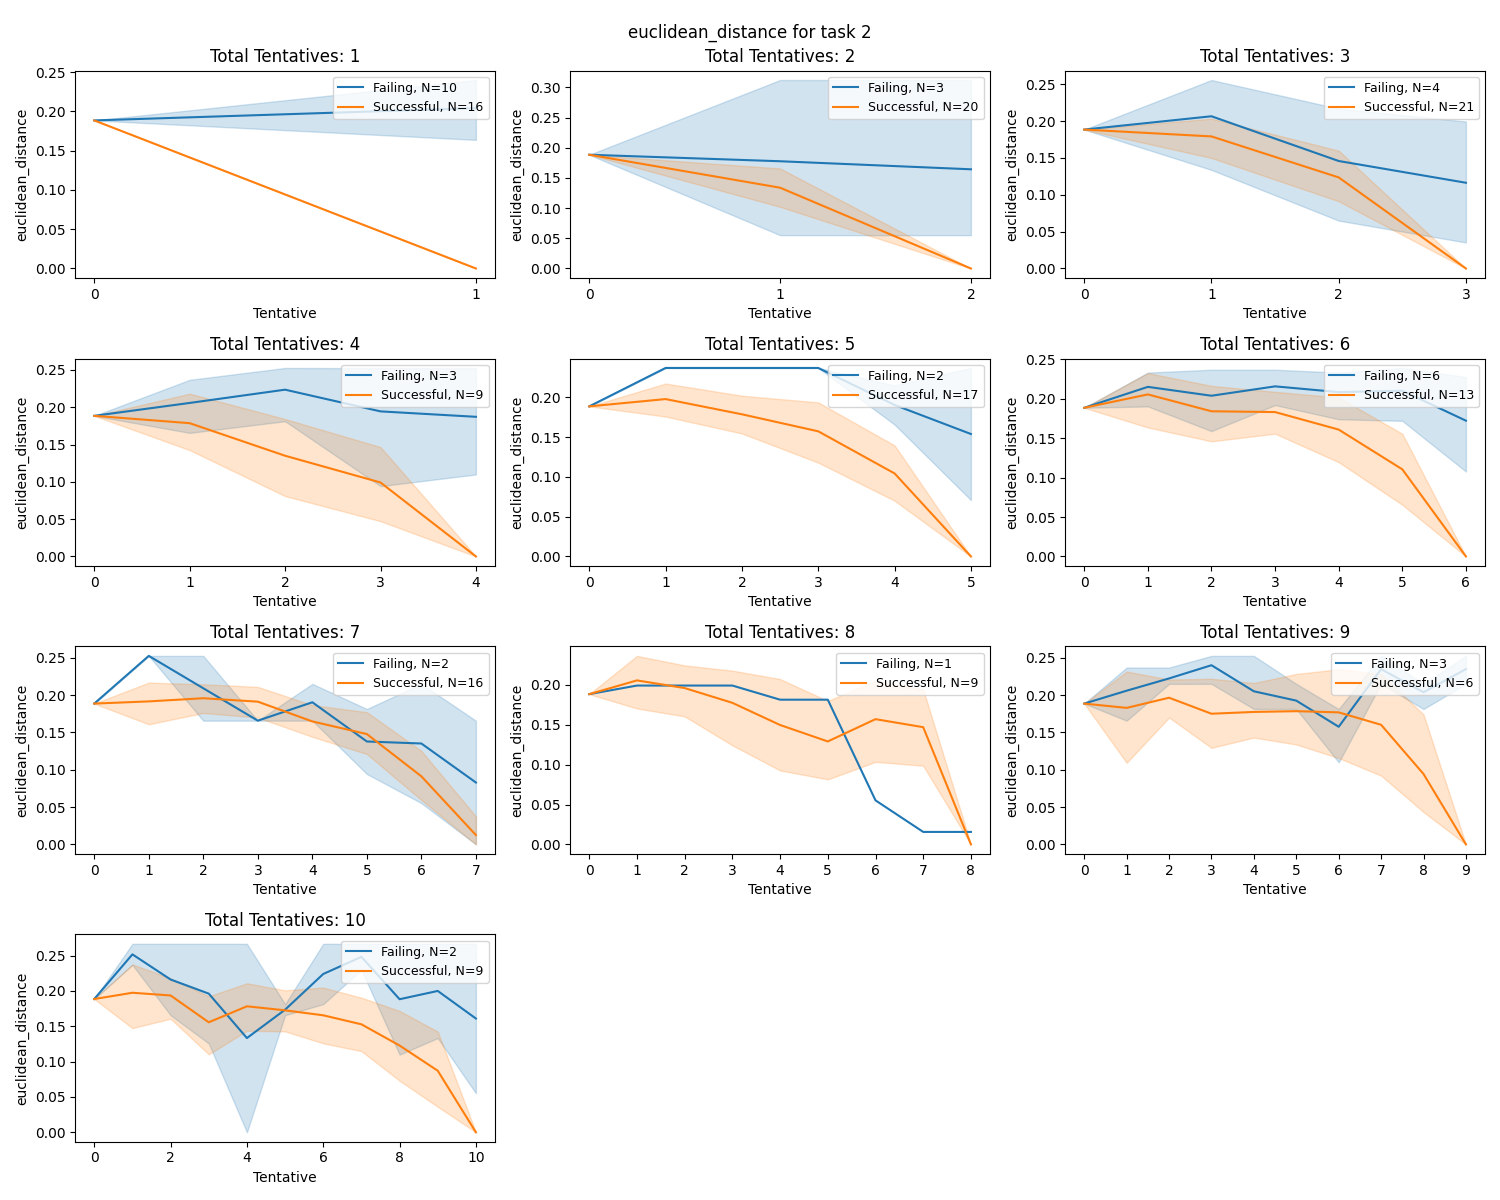 euclidean_distance for task 2
Total Tentatives: 1
euclidean_distance
0.25
0.20
0.15
0.10
0.05
0.00
Failing, N=10
Successful, N=16
0 1
Tentative
Total Tentatives: 2
euclidean_distance
0.30
0.25
0.20
0.15
0.10
0.05
0.00
Failing, N=3
Successful, N=20
0 1 2
Tentative
Total Tentatives: 3
euclidean_distance
0.25
0.20
0.15
0.10
0.05
0.00
Failing, N=4
Successful, N=21
0 1 2 3
Tentative
Total Tentatives: 4
euclidean_distance
0.25
0.20
0.15
0.10
0.05
0.00
Failing, N=3
Successful, N=9
0 1 2 3 4
Tentative
Total Tentatives: 5
euclidean_distance
0.20
0.15
0.10
0.05
0.00
Failing, N=2
Successful, N=17
0 1 2 3 4 5
Tentative
Total Tentatives: 6
euclidean_distance
0.25
0.20
0.15
0.10
0.05
0.00
Failing, N=6
Successful, N=13
0 1 2 3 4 5 6
Tentative
Total Tentatives: 7
euclidean_distance
0.25
0.20
0.15
0.10
0.05
0.00
Failing, N=2
Successful, N=16
0 1 2 3 4 5 6 7
Tentative
Total Tentatives: 8
euclidean_distance
0.20
0.15
0.10
0.05
0.00
Failing, N=1
Successful, N=9
0 1 2 3 4 5 6 7 8
Tentative
Total Tentatives: 9
euclidean_distance
0.25
0.20
0.15
0.10
0.05
0.00
Failing, N=3
Successful, N=6
0 1 2 3 4 5 6 7 8 9
Tentative
Total Tentatives: 10
euclidean_distance
0.25
0.20
0.15
0.10
0.05
0.00
Failing, N=2
Successful, N=9
0 2 4 6 8 10
Tentative